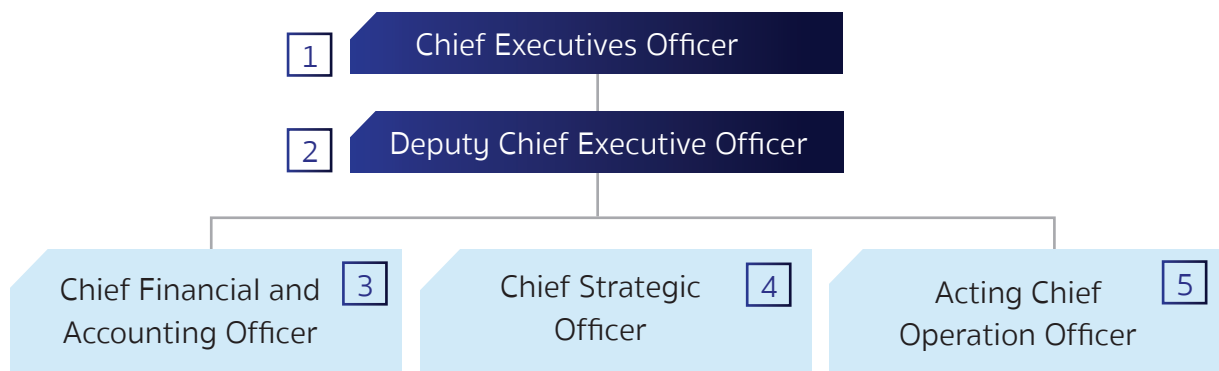 1
Chief Executives Officer
2
Deputy Chief Executive Officer
Chief Financial and
Accounting Officer
3
Chief Strategic
Officer
4
Acting Chief
Operation Officer
5